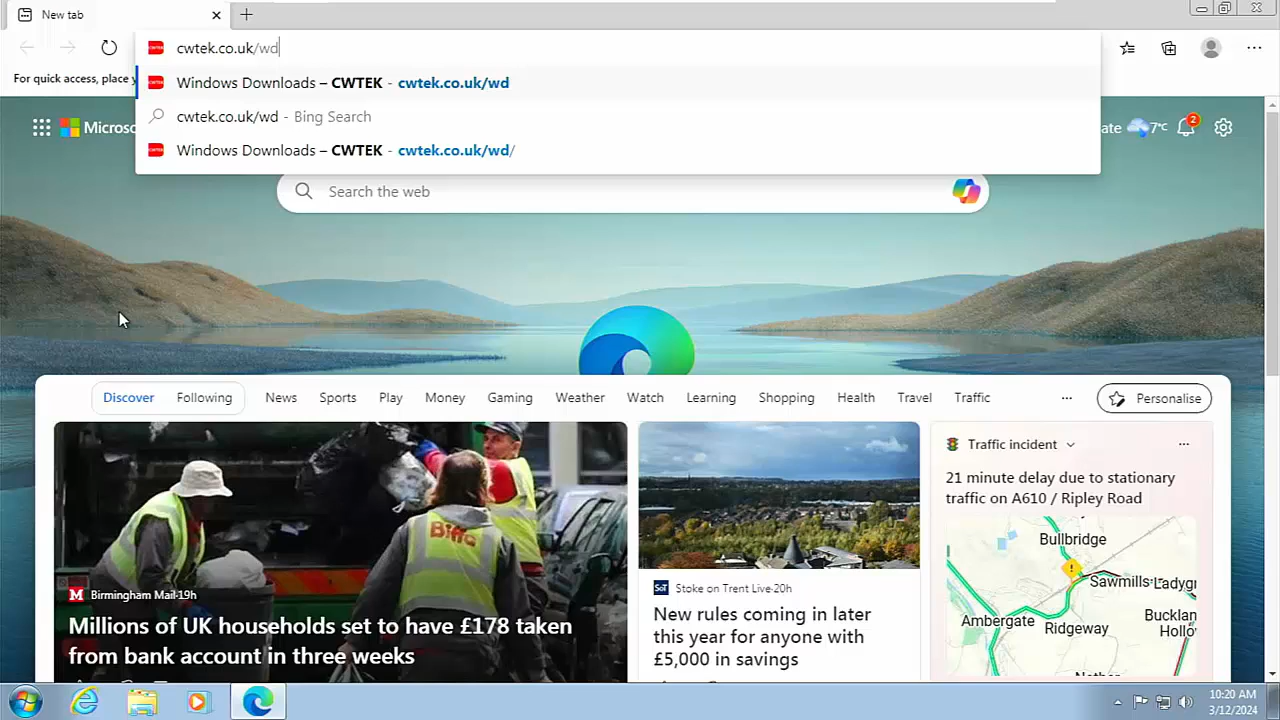 New tab
cwtek.co.uk/wd
For quick access, place y
Windows Downloads – CWTEK - cwtek.co.uk/wd
cwtek.co.uk/wd - Bing Search
Windows Downloads – CWTEK - cwtek.co.uk/wd/
Microso
ate 7°C 2
Search the web
Discover Following News Sports Play Money Gaming Weather Watch Learning Shopping Health Travel Traffic ... Personalise
Biffa
Birmingham Mail·19h
Millions of UK households set to have £178 taken
from bank account in three weeks
SoT Stoke on Trent Live·20h
New rules coming in later
this year for anyone with
£5,000 in savings
Traffic incident ...
21 minute delay due to stationary
traffic on A610 / Ripley Road
Bullbridge
Sawmills
Ladygr
Ambergate
Ridgeway
Bucklan
Hollo
10:20 AM
3/12/2024